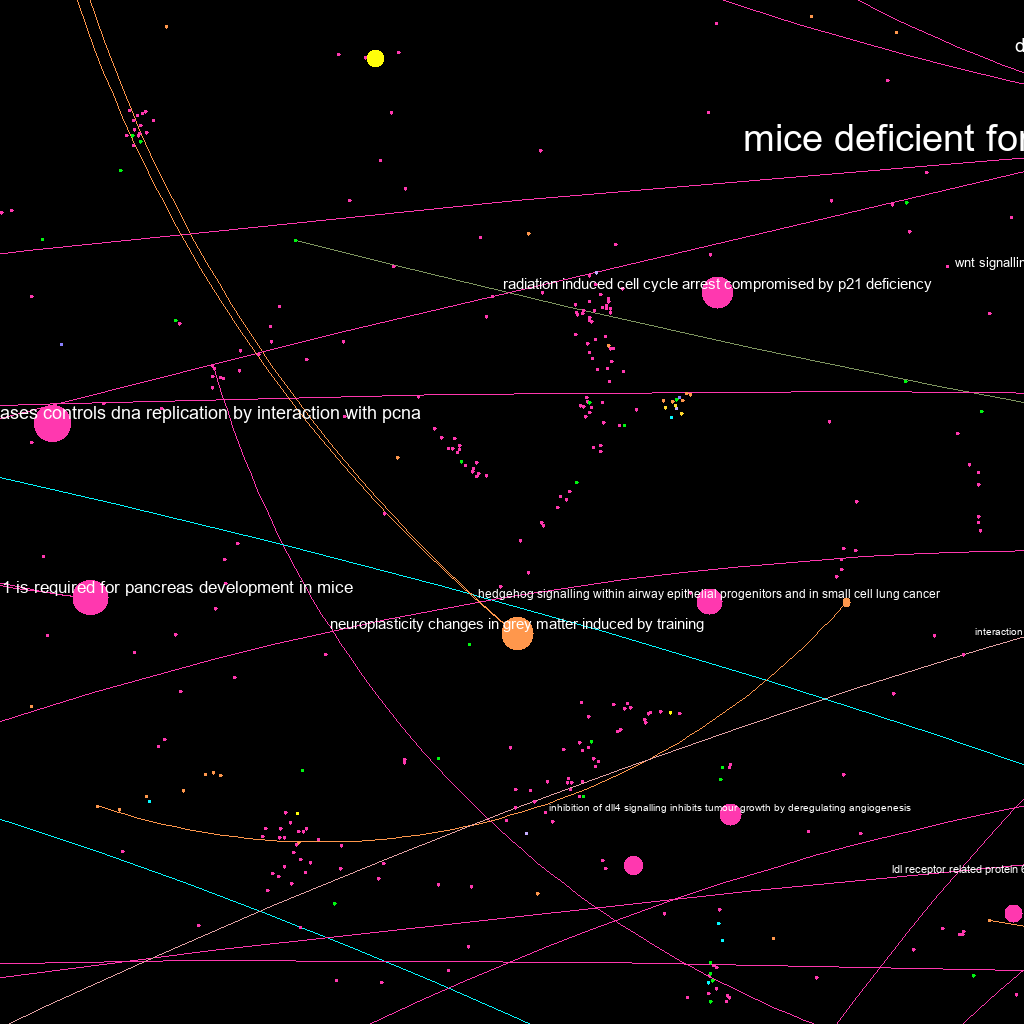 d
mice deficient for
wnt signallin
radiation induced cell cycle arrest compromised by p21 deficiency
ases controls dna replication by interaction with pcna
1 is required for pancreas development in mice
hedgehog signalling within airway epithelial progenitors and in small cell lung cancer
neuroplasticity changes in grey matter induced by training
interaction
inhibition of dll4 signalling inhibits tumour growth by deregulating angiogenesis
ldl receptor related protein 6